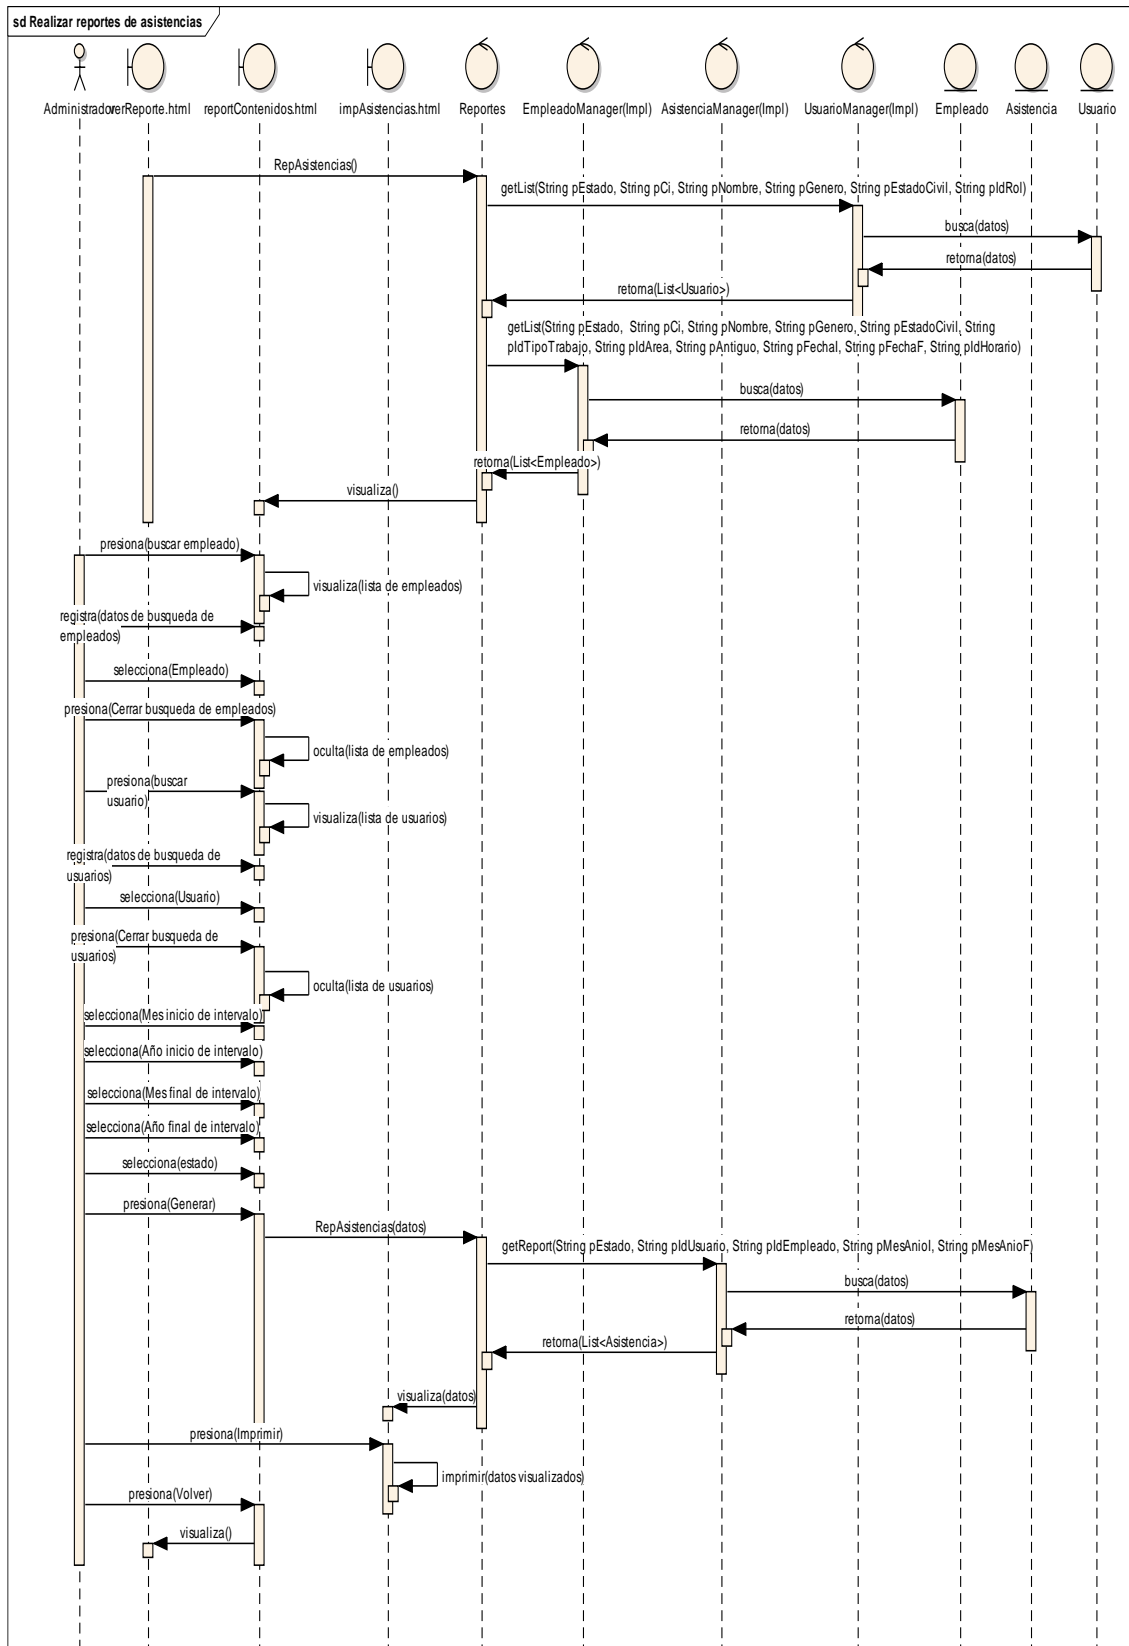 sd Realizar reportes de asistencias
Administrador
verReporte.html
reportContenidos.html
impAsistencias.html
Reportes
EmpleadoManager(Impl)
AsistenciaManager(Impl)
UsuarioManager(Impl)
Empleado
Asistencia
Usuario
RepAsistencias()
getList(String pEstado, String pCi, String pNombre, String pGenero, String pEstadoCivil, String pIdRol)
busca(datos)
retorna(datos)
retorna(List<Usuario>)
getList(String pEstado, String pCi, String pNombre, String pGenero, String pEstadoCivil, String
pIdTipoTrabajo, String pIdArea, String pAntiguo, String pFechaI, String pFechaF, String pIdHorario)
busca(datos)
retorna(datos)
retorna(List<Empleado>)
visualiza()
presiona(buscar empleado)
visualiza(lista de empleados)
registra(datos de busqueda de
empleados)
selecciona(Empleado)
presiona(Cerrar busqueda de empleados)
oculta(lista de empleados)
presiona(buscar
usuario)
visualiza(lista de usuarios)
registra(datos de busqueda de
usuarios)
selecciona(Usuario)
presiona(Cerrar busqueda de
usuarios)
oculta(lista de usuarios)
selecciona(Mes inicio de intervalo)
selecciona(Año inicio de intervalo)
selecciona(Mes final de intervalo)
selecciona(Año final de intervalo)
selecciona(estado)
presiona(Generar)
RepAsistencias(datos)
getReport(String pEstado, String pIdUsuario, String pIdEmpleado, String pMesAnioI, String pMesAnioF)
busca(datos)
retorna(datos)
retorna(List<Asistencia>)
visualiza(datos)
presiona(Imprimir)
imprimir(datos visualizados)
presiona(Volver)
visualiza()